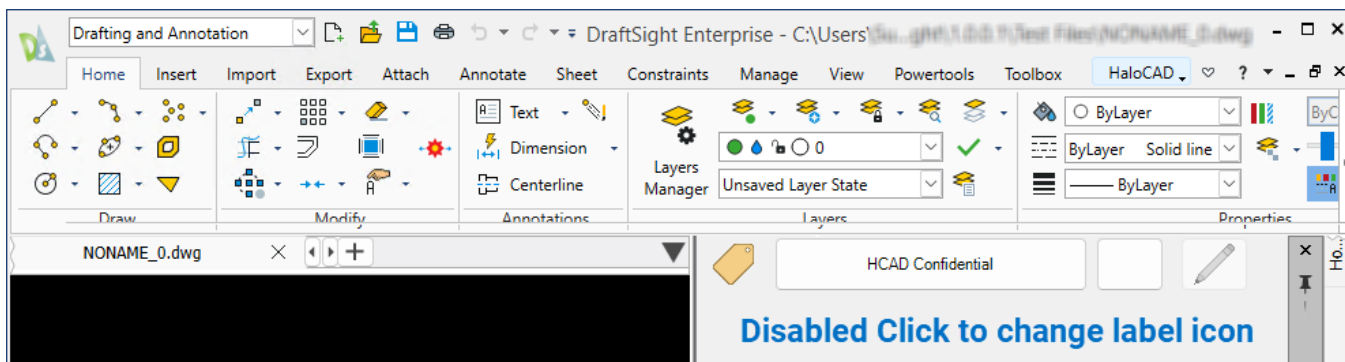 Drafting and Annotation
DraftSight Enterprise - C:\Users\
Home Insert Import Export Attach Annotate Sheet Constraints Manage View Powertools Toolbox HaloCAD ?
Text
ByLayer
ByC
Dimension
0
ByLayer Solid line
Layers
Manager
Centerline
Unsaved Layer State
ByLayer
Draw Modify Annotations Layers Properties
NONAME_0.dwg
HCAD Confidential
Ho...
Disabled Click to change label icon